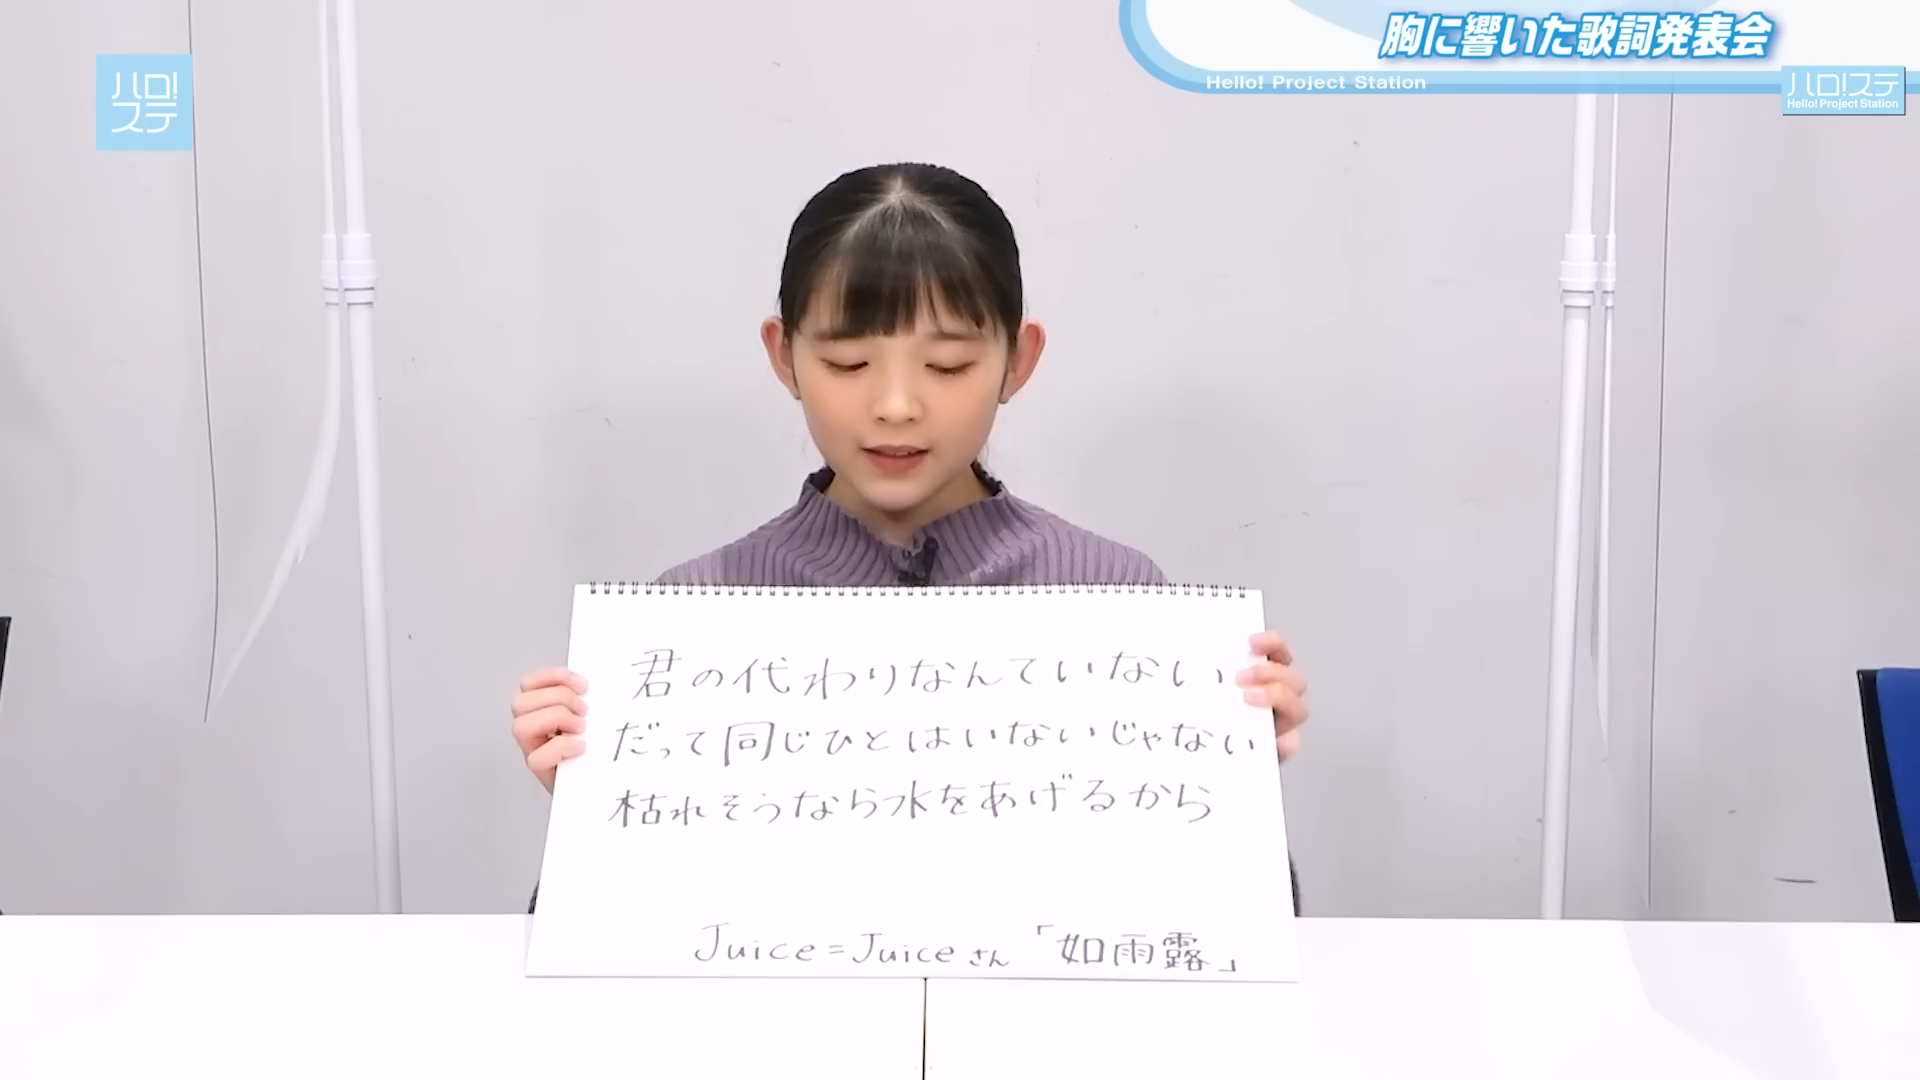 胸に響いた歌詞発表会
Hello! Project Station
ハロ!ステ
Hello! Project Station
ハロ!
ステ
君の代わりなんていない
だって同じひとはいないじゃない
枯れそうなら水をあげるから
Juice=Juiceさん「如雨露」